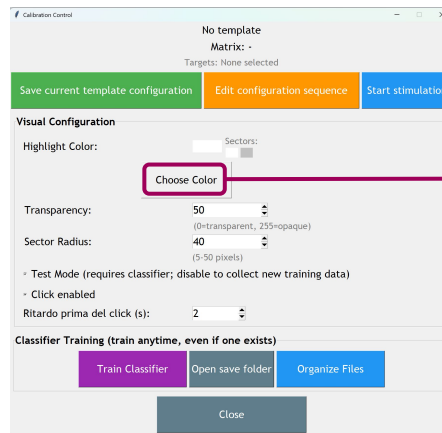 Calibration Control
No template
Matrix: -
Targets: None selected
Save current template configuration
Edit configuration sequence
Start stimulatio
Visual Configuration
Highlight Color:
Sectors:
Choose Color
Transparency:
50
(0=transparent, 255=opaque)
Sector Radius:
40
(5-50 pixels)
Test Mode (requires classifier; disable to collect new training data)
Click enabled
Ritardo prima del click (s):
2
Classifier Training (train anytime, even if one exists)
Train Classifier
Open save folder
Organize Files
Close